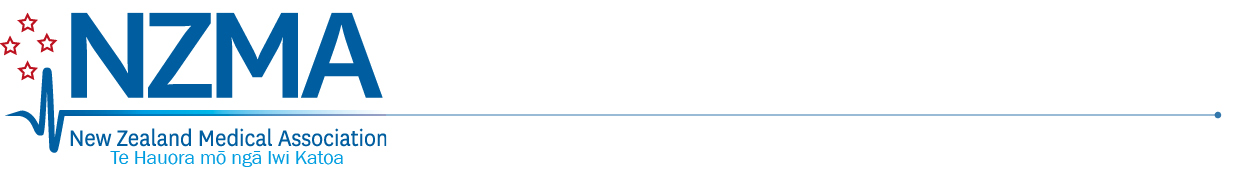 NZMA
New Zealand Medical Association
Te Hauora mō ngā Iwi Katoa